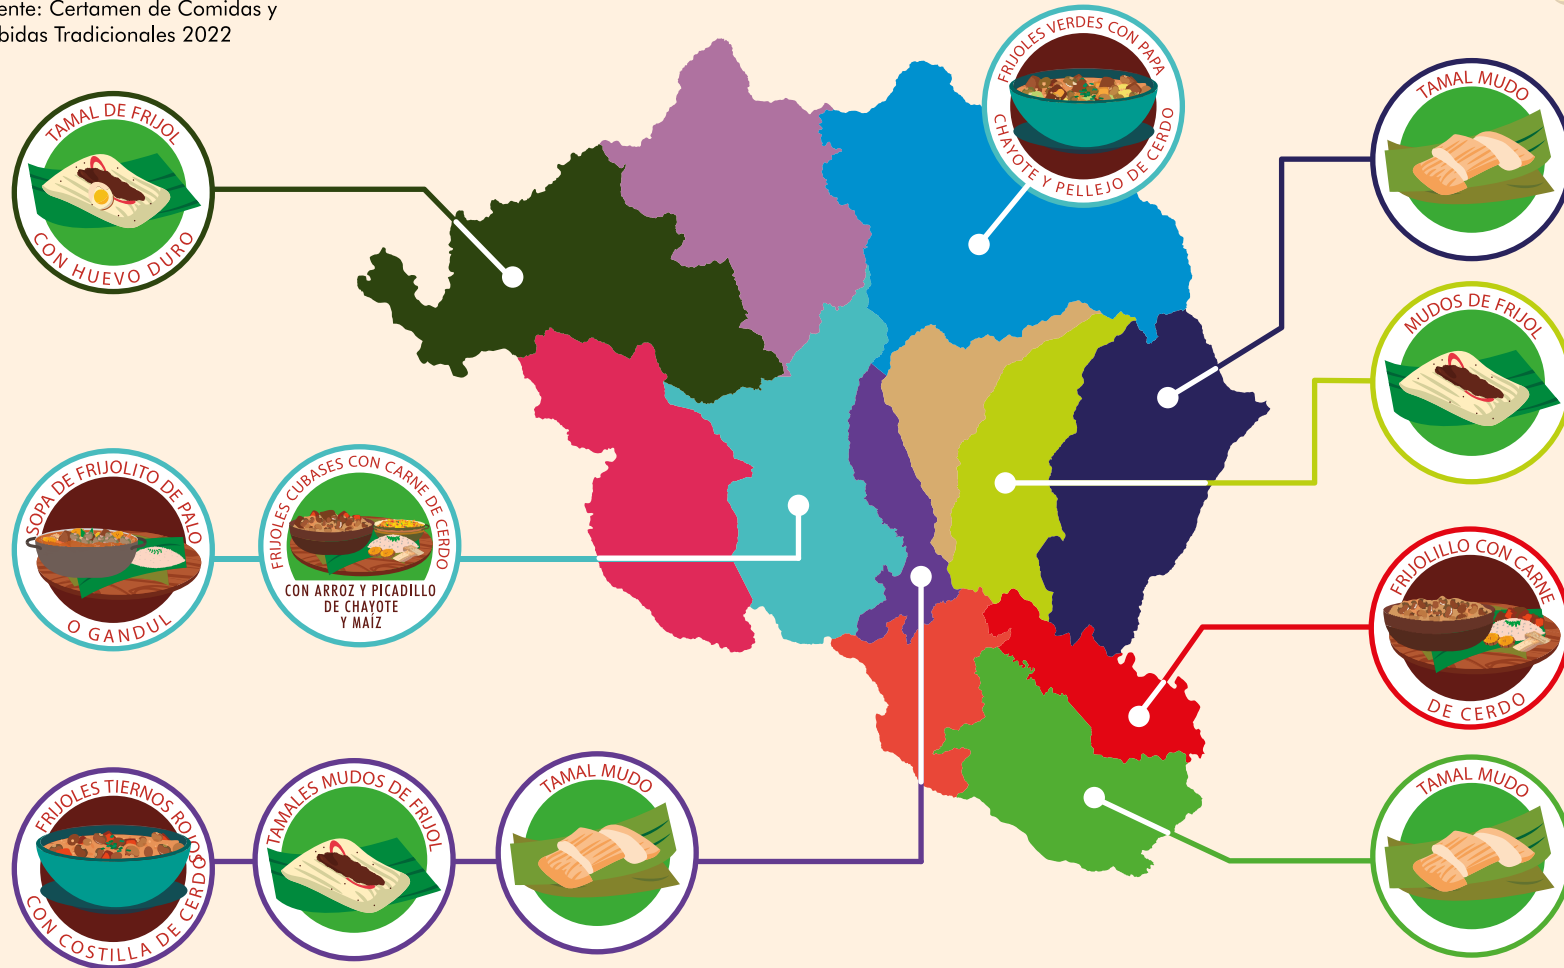 Certamen de Comidas y
Tradicionales 2022
FRIJOLES VERDES CON PAPA
CHAYOTE Y PELLEJO DE CERDO
TAMAL DE FRIJOL
CON HUEVO DURO
TAMAL MUDO
MUDOS DE FRIJOL
SOPA DE FRIJOLITO DE PALO
O GANDUL
FRIJOLES CUBASES CON CARNE DE CERDO
CON ARROZ Y PICADILLO
DE CHAYOTE
Y MAÍZ
FRIJOLILLO CON CARNE
DE CERDO
FRIJOLES TIERNOS ROJOS
CON COSTILLA DE CERDO
TAMALES MUDOS DE FRIJOL
TAMAL MUDO
TAMAL MUDO